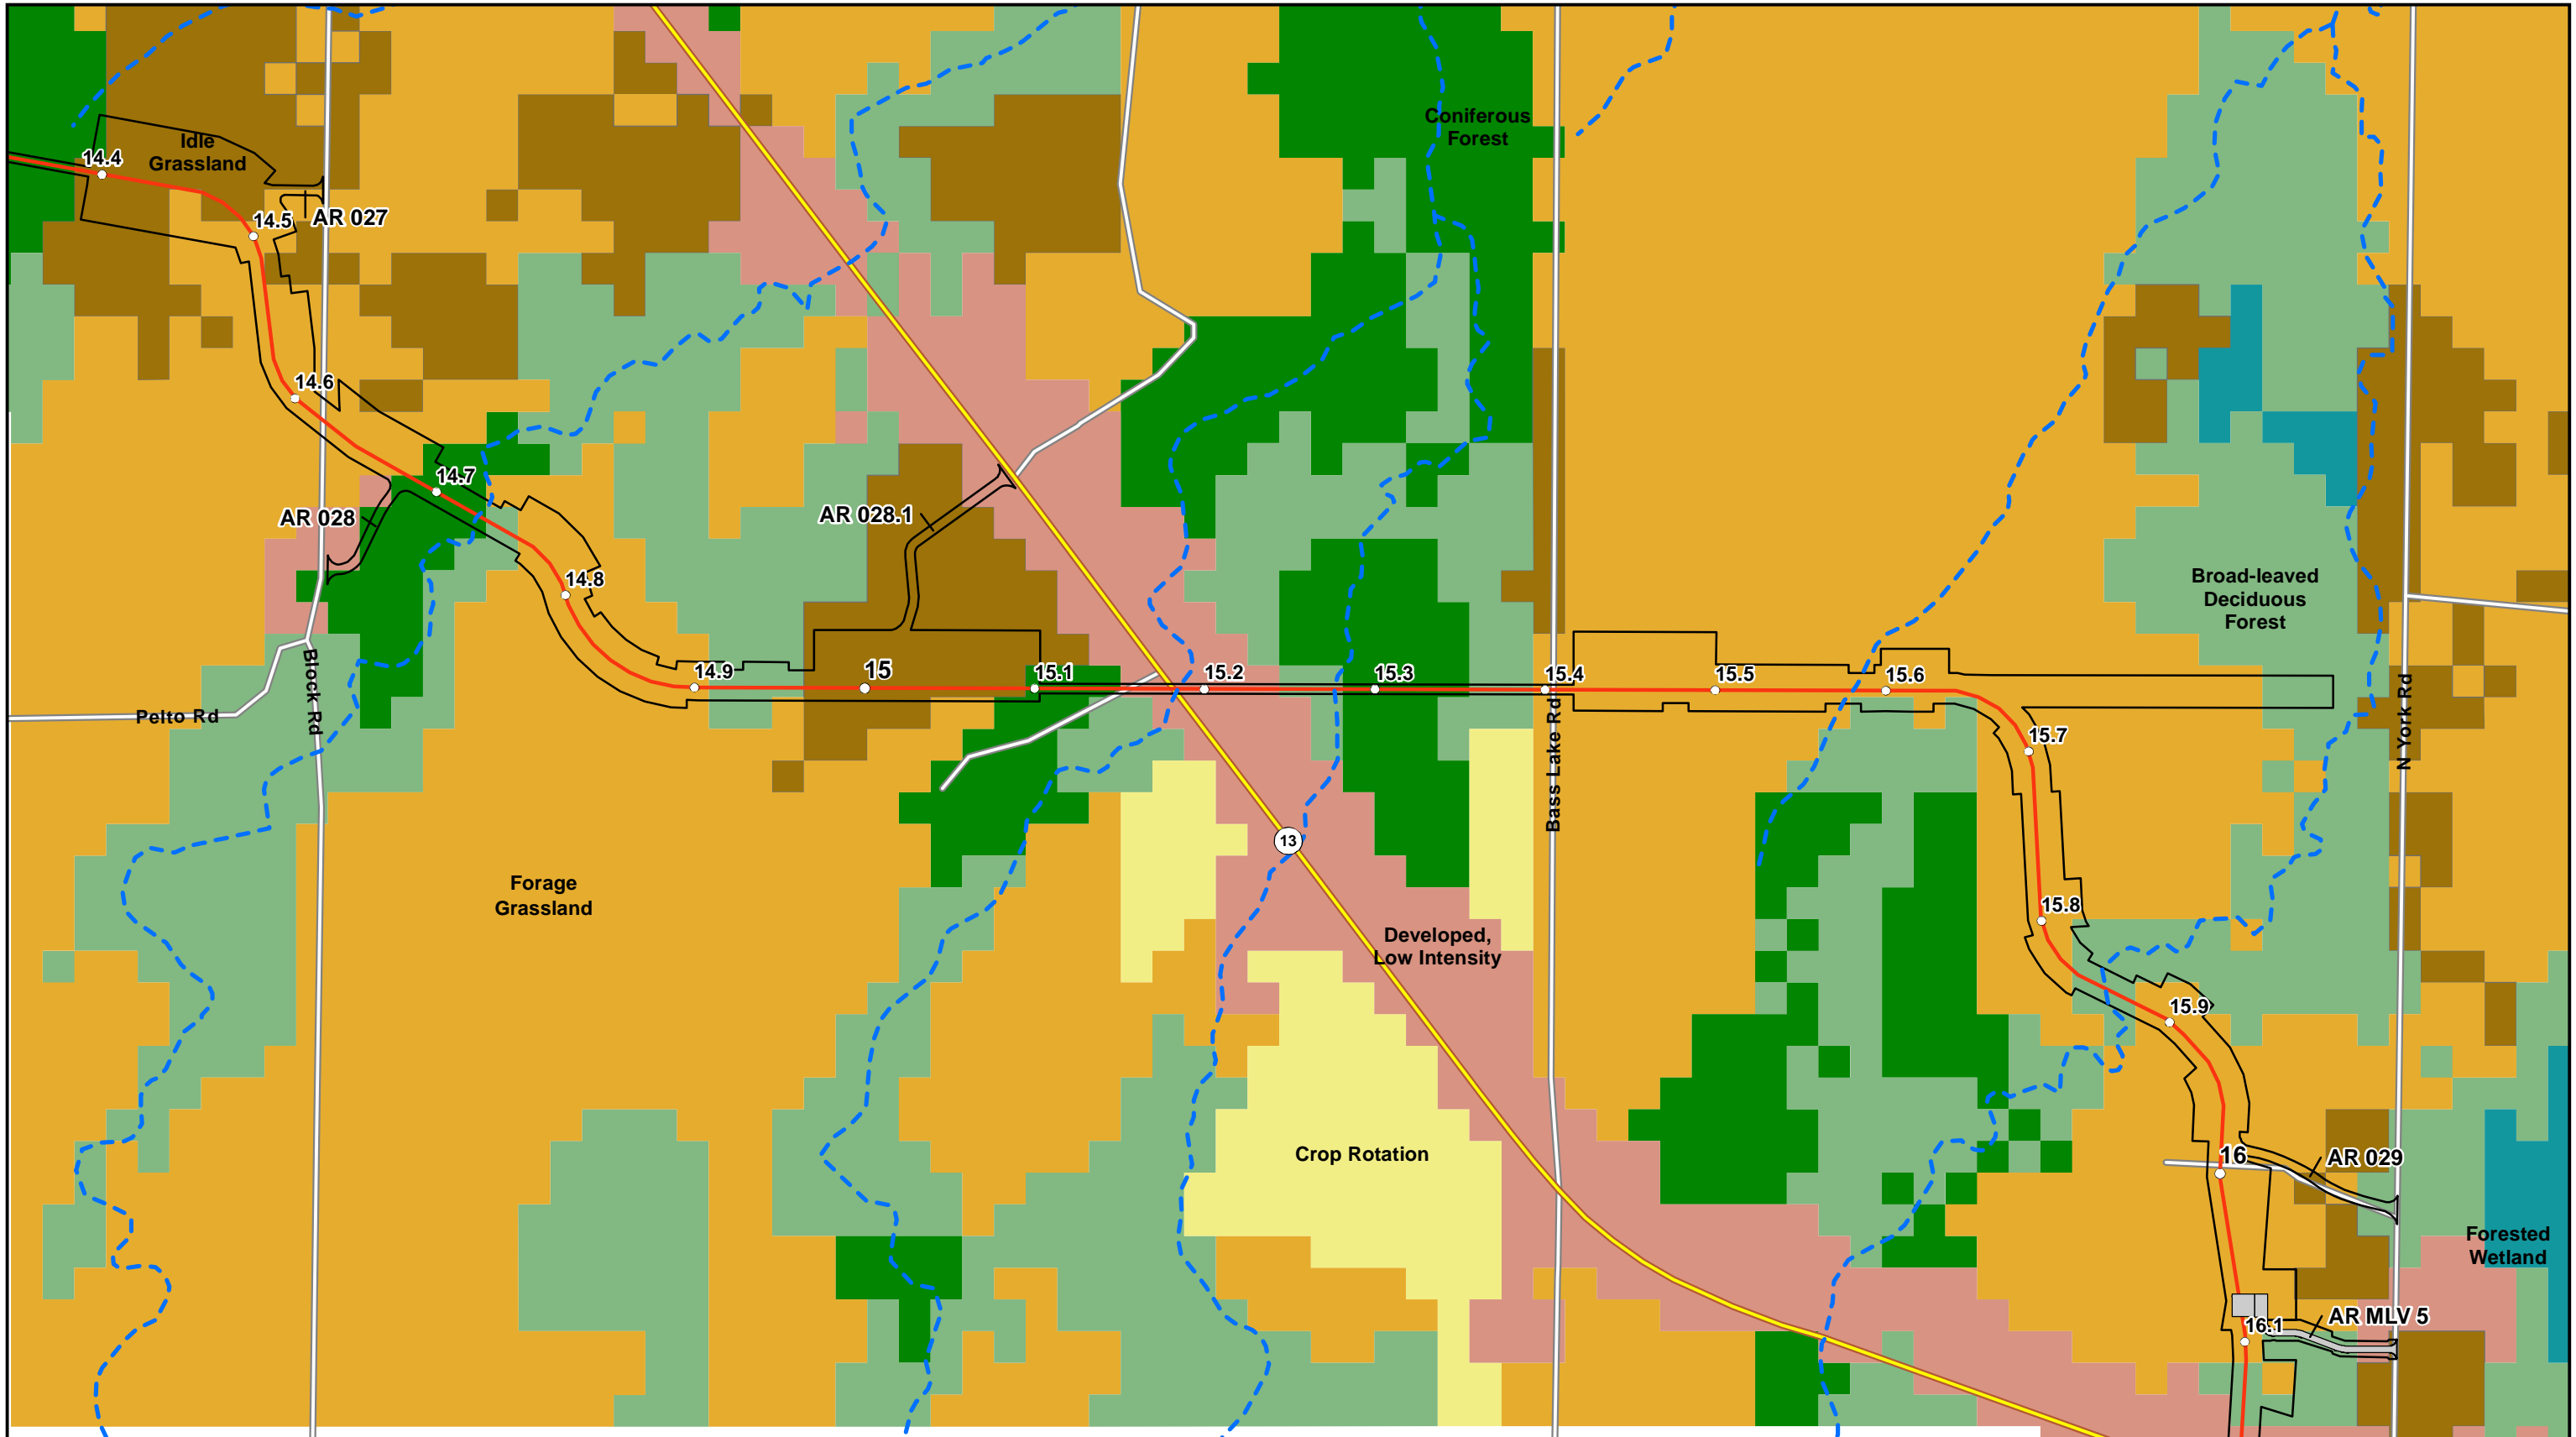 Coniferous
Forest
Idle
Grassland
14.4
14.5
AR 027
14.6
14.7
AR 028
AR 028.1
14.8
Broad-leaved
Deciduous
Forest
14.9
15
15.1
15.2
15.3
15.4
15.5
15.6
Block Rd
Pelto Rd
Bass Lake Rd
N York Rd
15.7
13
Forage
Grassland
15.8
Developed,
Low Intensity
15.9
Crop Rotation
16
AR 029
Forested
Wetland
AR MLV 5
16.1